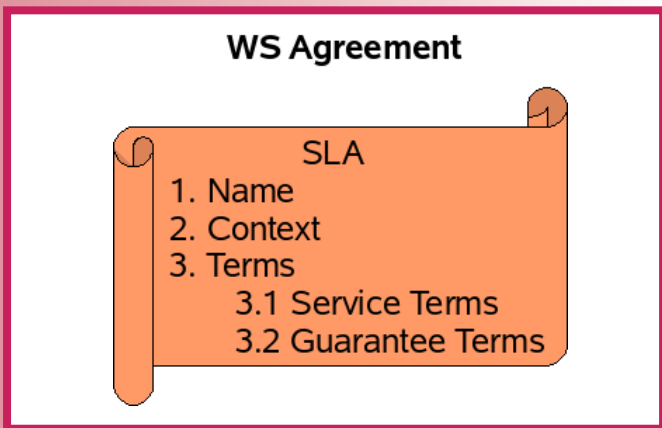 WS Agreement
SLA
1. Name
2. Context
3. Terms
3.1 Service Terms
3.2 Guarantee Terms